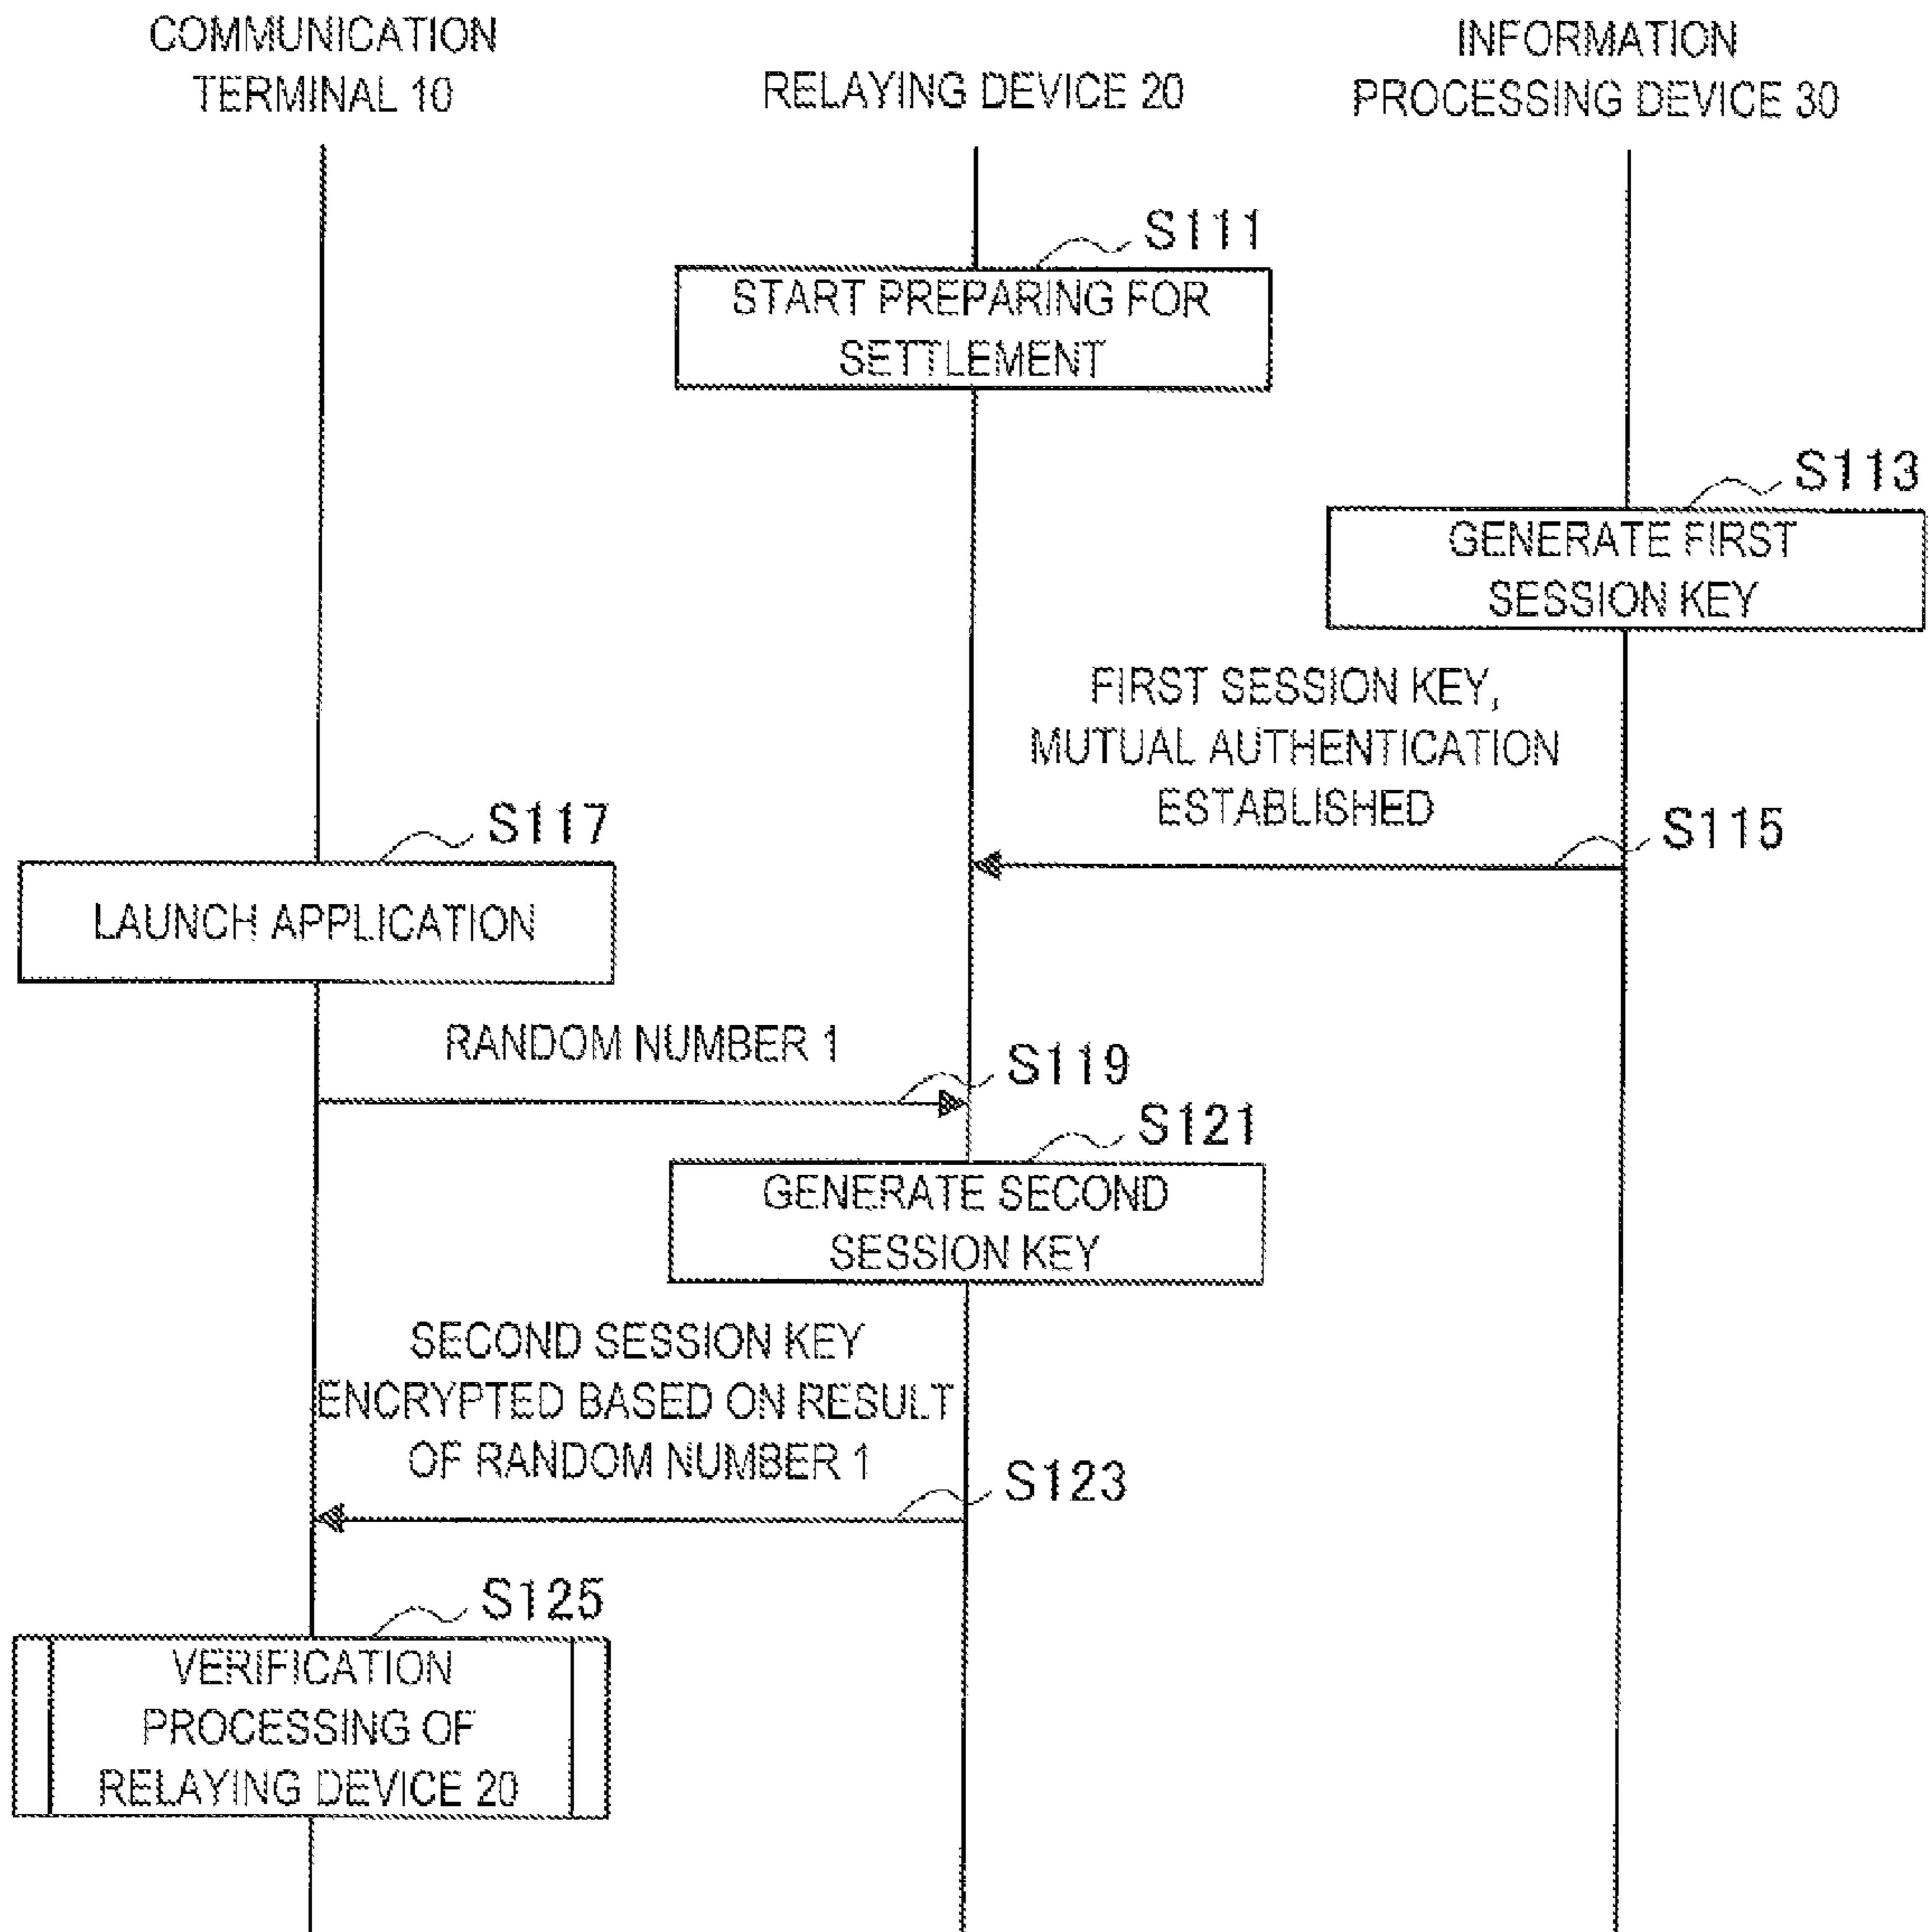 COMMUNICATION
TERMINAL 10
RELAYING DEVICE 20
INFORMATION
PROCESSING DEVICE 30
S111
START PREPARING FOR
SETTLEMENT
S113
GENERATE FIRST
SESSION KEY
FIRST SESSION KEY,
MUTUAL AUTHENTICATION
ESTABLISHED
S115
S117
LAUNCH APPLICATION
RANDOM NUMBER 1
S119
S121
GENERATE SECOND
SESSION KEY
SECOND SESSION KEY
ENCRYPTED BASED ON RESULT
OF RANDOM NUMBER 1
S123
S125
VERIFICATION
PROCESSING OF
RELAYING DEVICE 20